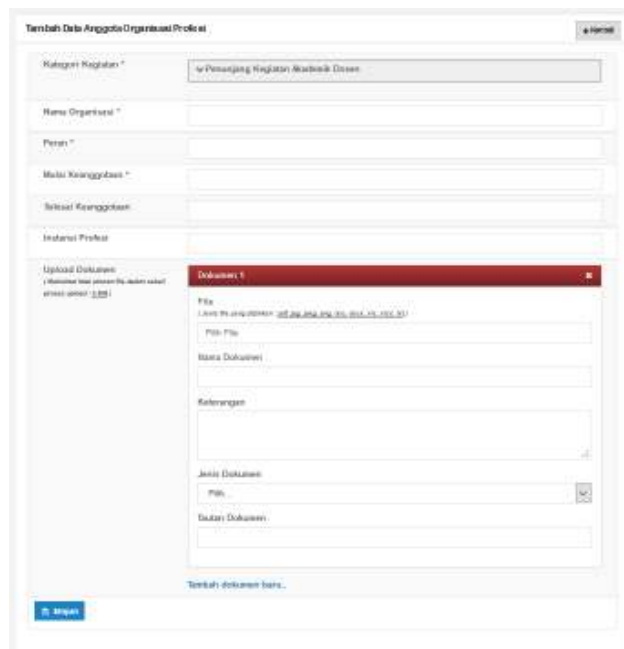 Tambah Data Anggota Organisasi Profesi
Kembali
Kategori Kegiatan *
Penunjang Kegiatan Akademik Dosen
Nama Organisasi *
Peran *
Mulai Keanggotaan *
Selesai Keanggotaan
Instansi Profesi
Upload Dokumen
Dokumen 1
File
Pilih File
Nama Dokumen
Keterangan
Jenis Dokumen
Pilih...
Tautan Dokumen
Tambah dokumen baru..
Simpan